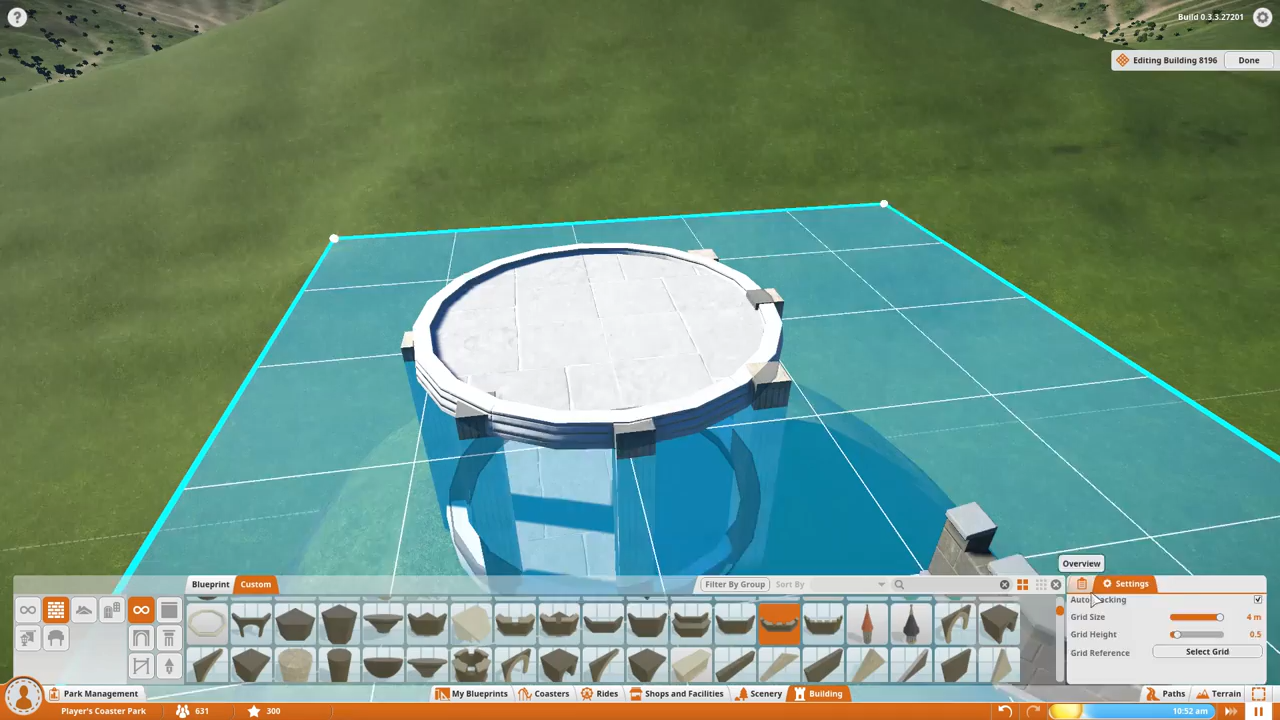 ?
Build 0.3.3.27201
Editing Building 8196 Done
Overview
Blueprint Custom Filter By Group Sort By Settings
Grid Size 4 m
Grid Height 0.5
Grid Reference Select Grid
Park Management My Blueprints Coasters Rides Shops and Facilities Scenery Building Paths Terrain
Player's Coaster Park 631 300 10:52 am